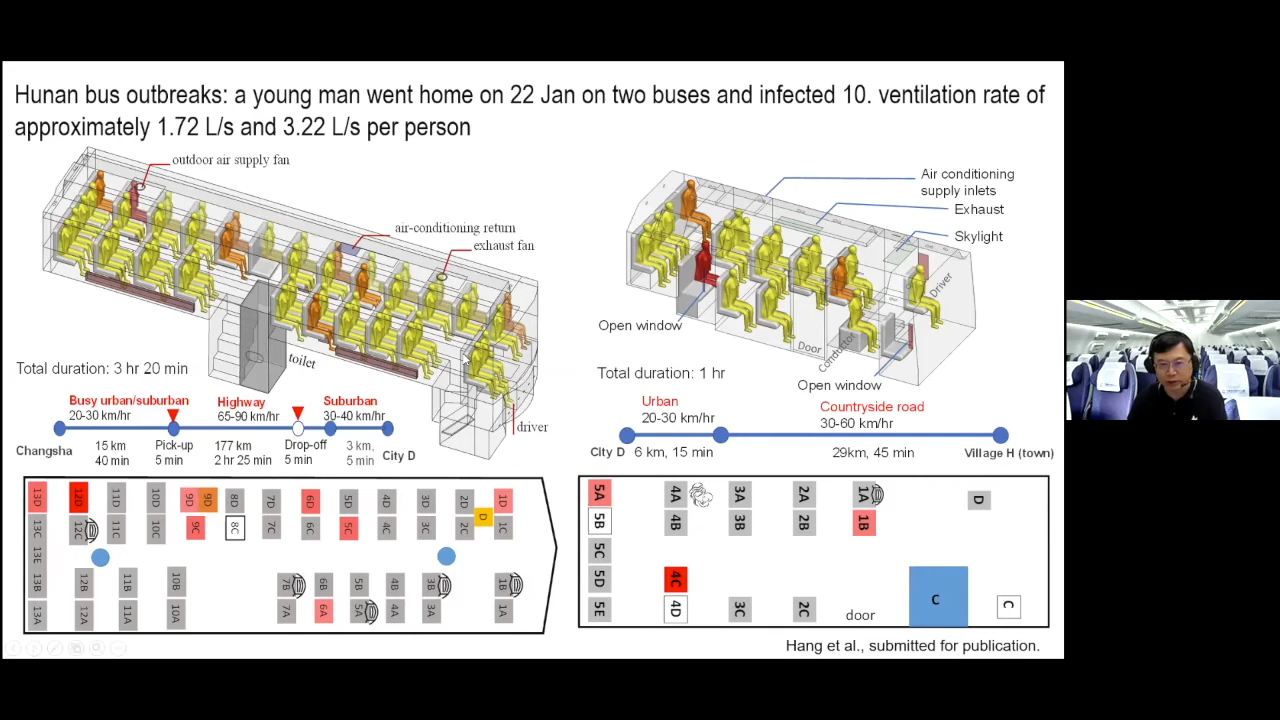 Hunan bus outbreaks: a young man went home on 22 Jan on two buses and infected 10. ventilation rate of
approximately 1.72 L/s and 3.22 L/s per person
outdoor air supply fan
air-conditioning return
exhaust fan
toilet
driver
Total duration: 3 hr 20 min
Busy urban/suburban
20-30 km/hr
Highway
65-90 km/hr
Suburban
30-40 km/hr
Changsha
15 km
40 min
Pick-up
5 min
177 km
2 hr 25 min
Drop-off
5 min
3 km,
5 min
City D
13D 12D 11D 10D 9D 9D 8D 7D 6D 5D 4D 3D 2D 1D
D
13C 12C 11C 10C 9C 8C 7C 6C 5C 4C 3C 2C 1C
13E
13B 12B 11B 10B 7B 6B 5B 4B 3B 1B
13A 12A 11A 10A 7A 6A 5A 4A 3A 1A
Air conditioning
supply inlets
Exhaust
Skylight
Driver
Open window
Door
Conductor
Open window
Total duration: 1 hr
Urban
20-30 km/hr
Countryside road
30-60 km/hr
City D
6 km, 15 min
29km, 45 min
Village H (town)
5A 4A 3A 2A 1A D
5B 4B 3B 2B 1B
5C
5D 4C
5E 4D 3C 2C
door
C
C
Hang et al., submitted for publication.